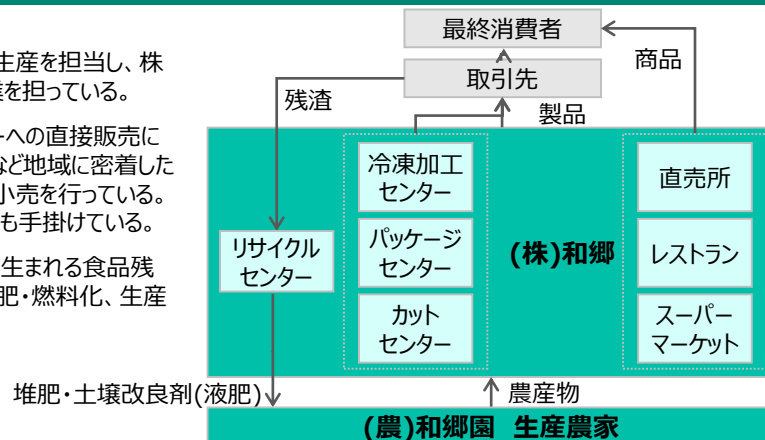 生産を担当し、株
業を担っている。
ーへの直接販売に
など地域に密着した
小売を行っている。
も手掛けている。
生まれる食品残
肥・燃料化、生産
最終消費者
取引先
商品
残渣
製品
冷凍加工
センター
パッケージ
センター
カット
センター
リサイクル
センター
(株)和郷
直売所
レストラン
スーパー
マーケット
堆肥・土壌改良剤(液肥)
農産物
(農)和郷園 生産農家